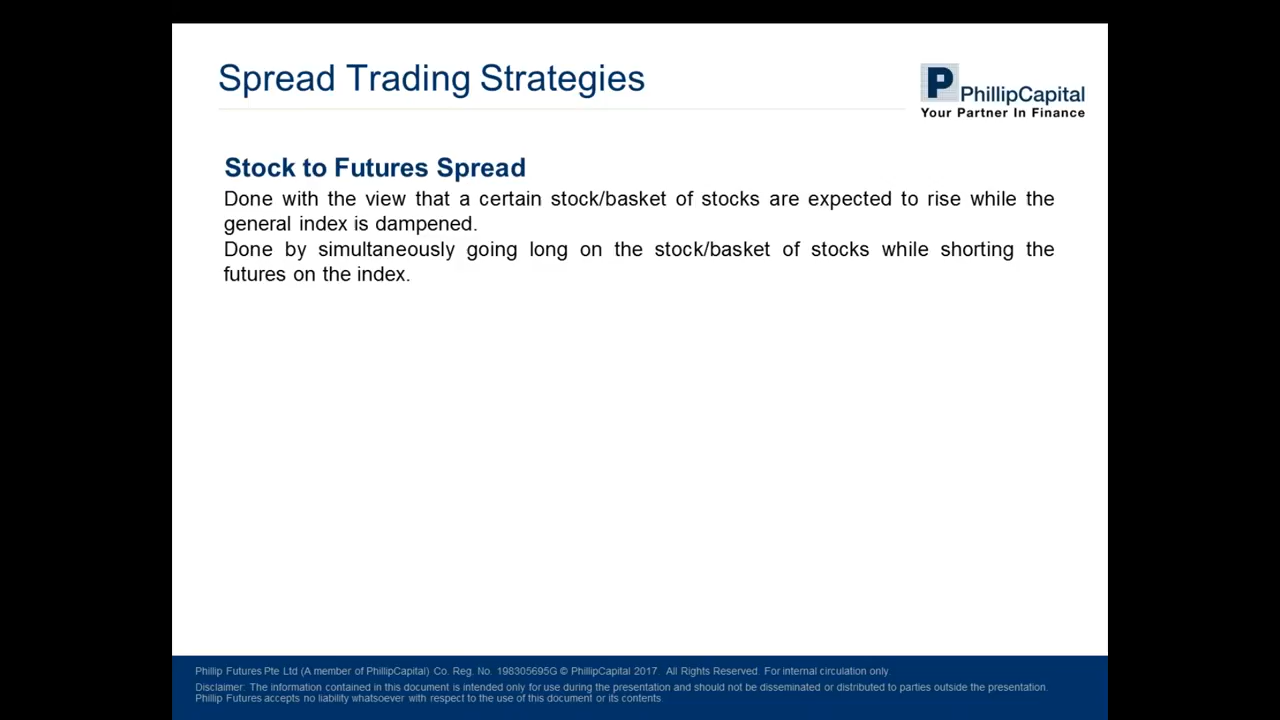 Spread Trading Strategies
P
PhillipCapital
Your Partner In Finance
Stock to Futures Spread
Done with the view that a certain stock/basket of stocks are expected to rise while the
general index is dampened.
Done by simultaneously going long on the stock/basket of stocks while shorting the
futures on the index.
Phillip Futures Pte Ltd (A member of PhillipCapital) Co. Reg. No. 198305695G © PhillipCapital 2017 All Rights Reserved. For internal circulation only
Disclaimer: The information contained in this document is intended only for use during the presentation and should not be disseminated or distributed to parties outside the presentation.
Phillip Futures accepts no liability whatsoever with respect to the use of this document or its contents